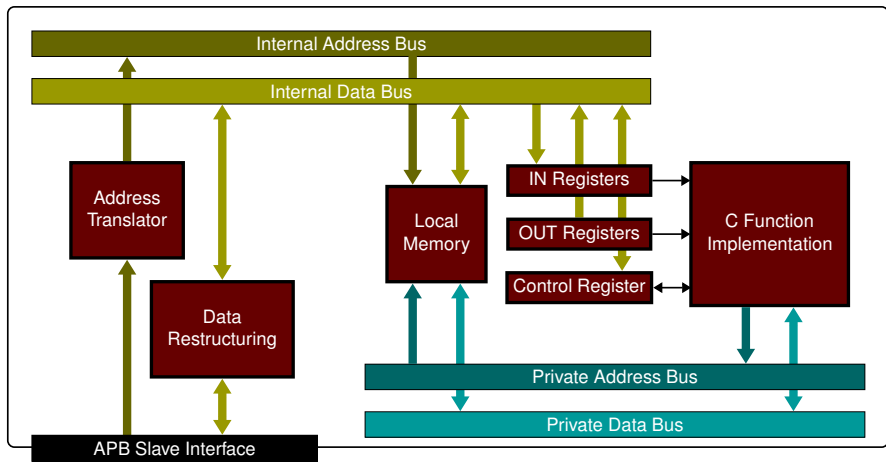 Internal Address Bus
Internal Data Bus
Address
Translator
Local
Memory
IN Registers
OUT Registers
Control Register
C Function
Implementation
Data
Restructuring
Private Address Bus
Private Data Bus
APB Slave Interface